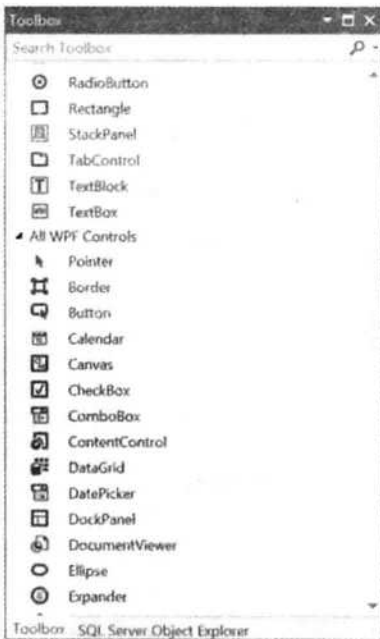 Toolbox
Search Toolbox
RadioButton
Rectangle
StackPanel
TabControl
TextBlock
TextBox
All WPF Controls
Pointer
Border
Button
Calendar
Canvas
CheckBox
ComboBox
ContentControl
DataGrid
DatePicker
DockPanel
DocumentViewer
Ellipse
Expander
Toolbox SQL Server Object Explorer